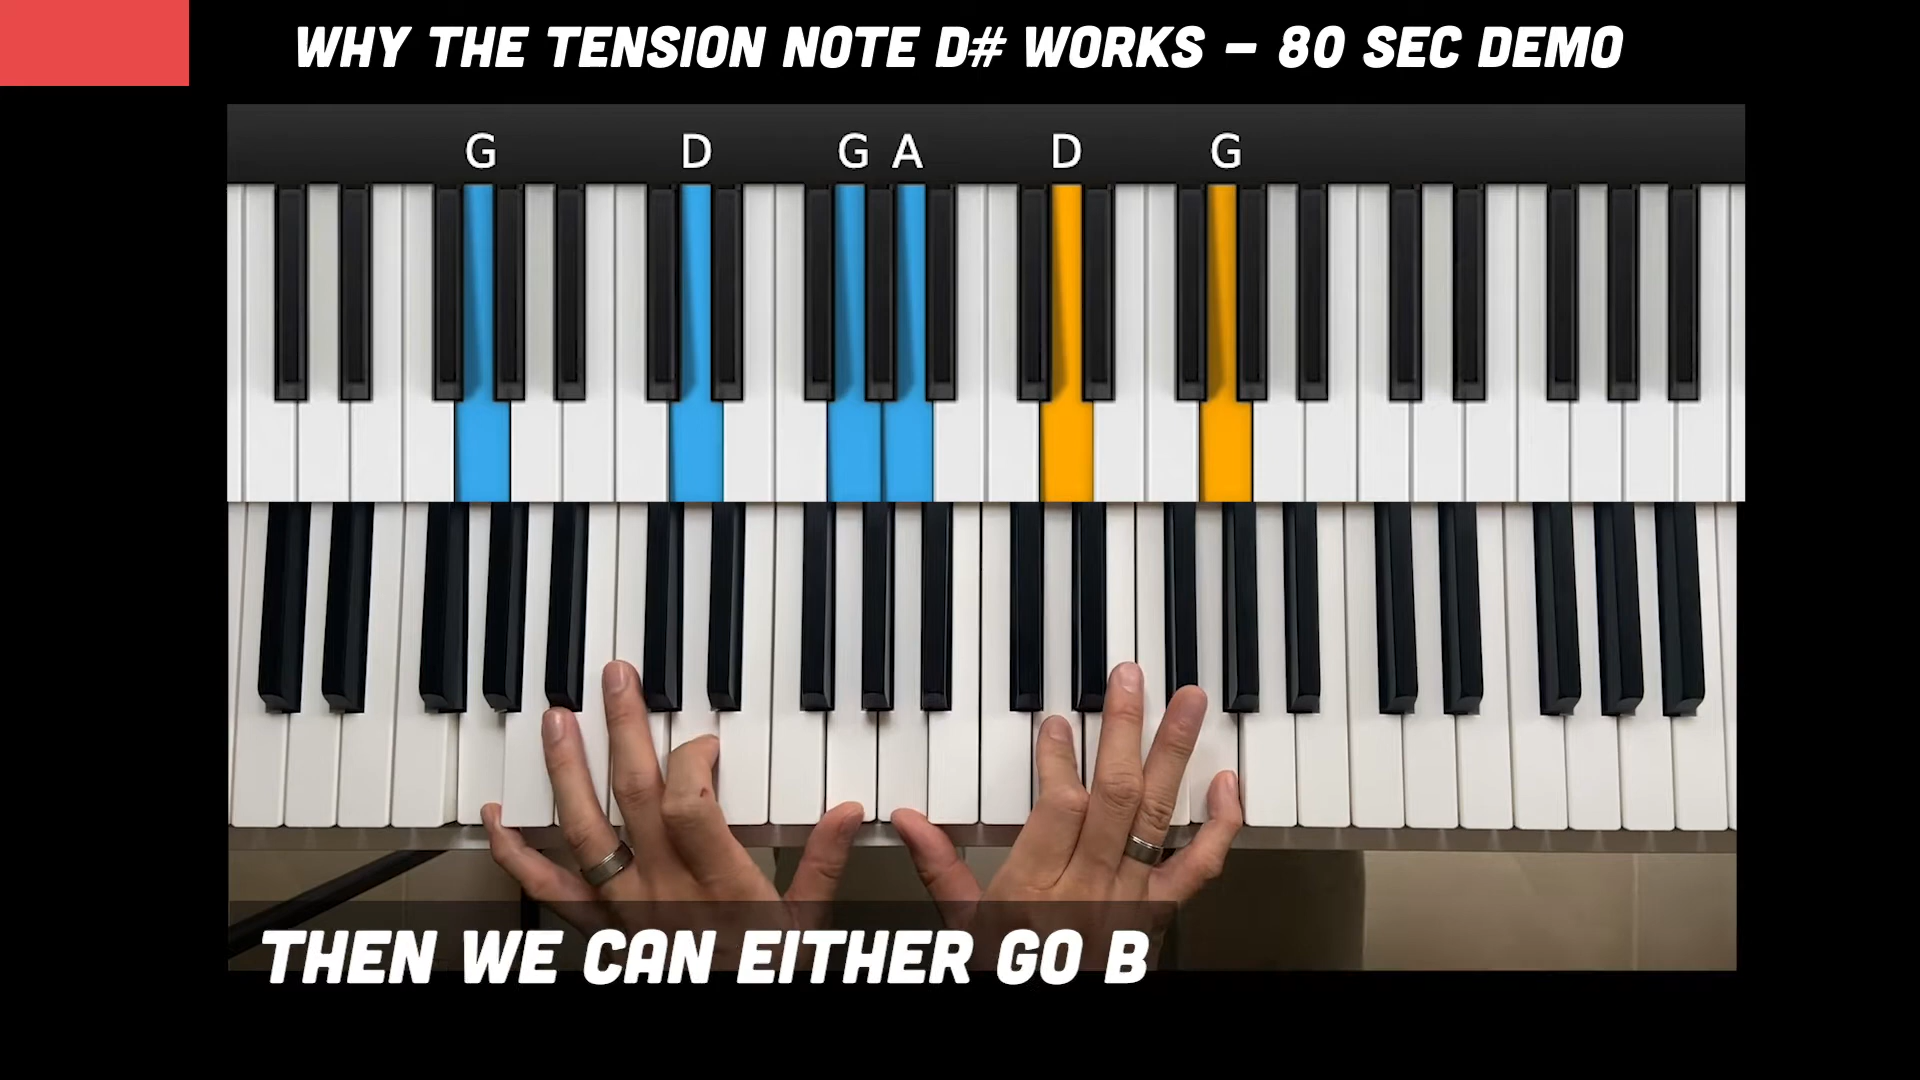 WHY THE TENSION NOTE D# WORKS – 80 SEC DEMO
G D G A D G
THEN WE CAN EITHER GO B